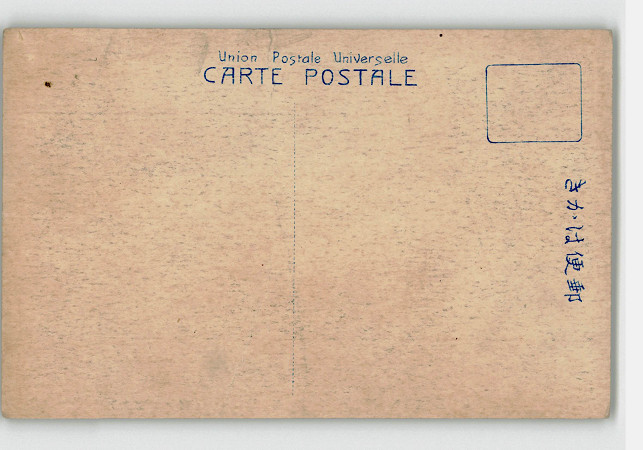 Union Postale Universelle
CARTE POSTALE
きかは便郵